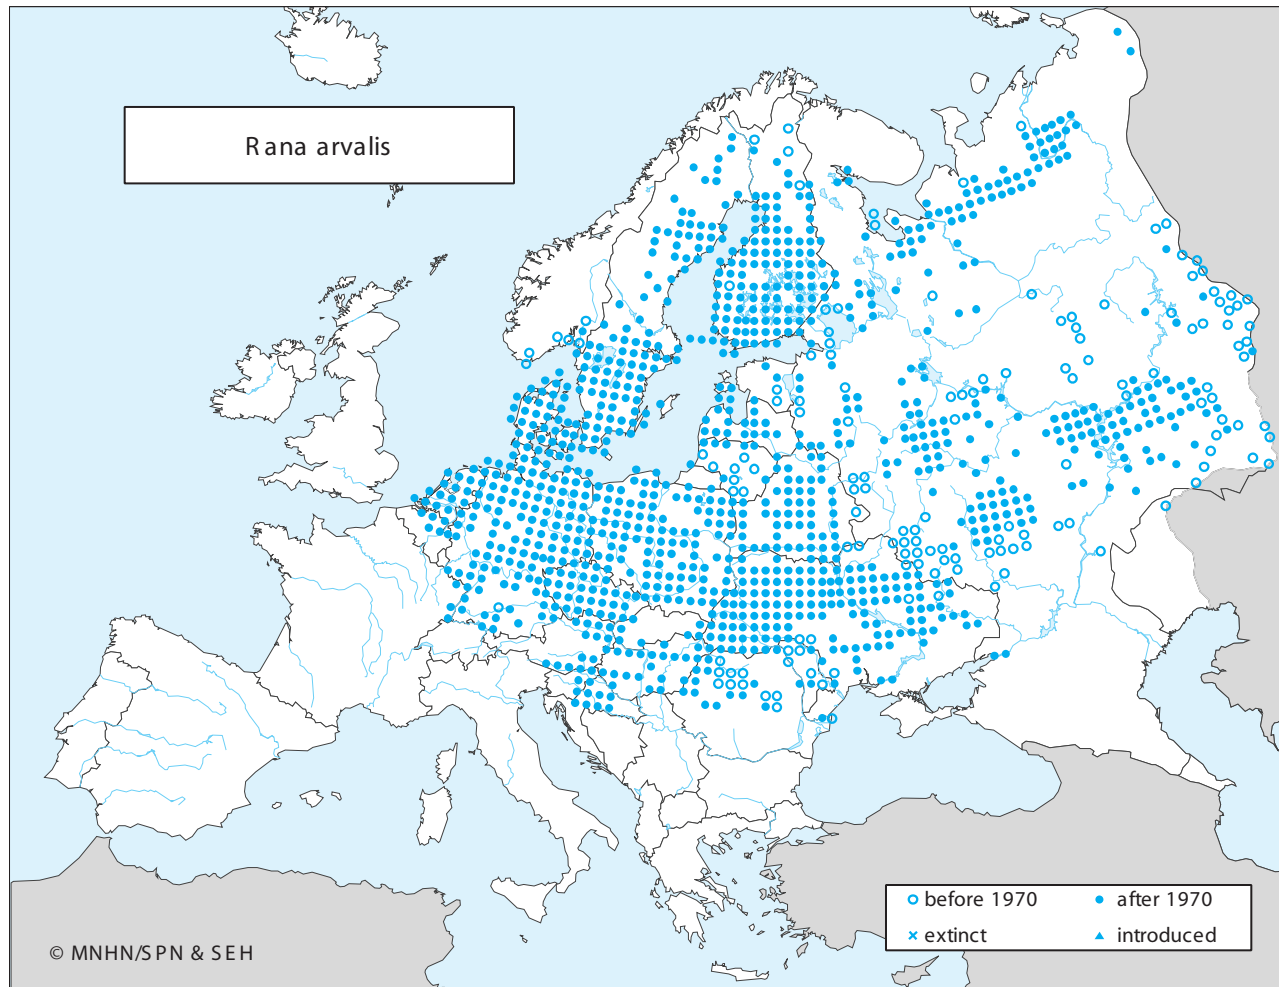 Rana arvalis
before 1970
after 1970
extinct
introduced
© MNHN/SPN & SEH